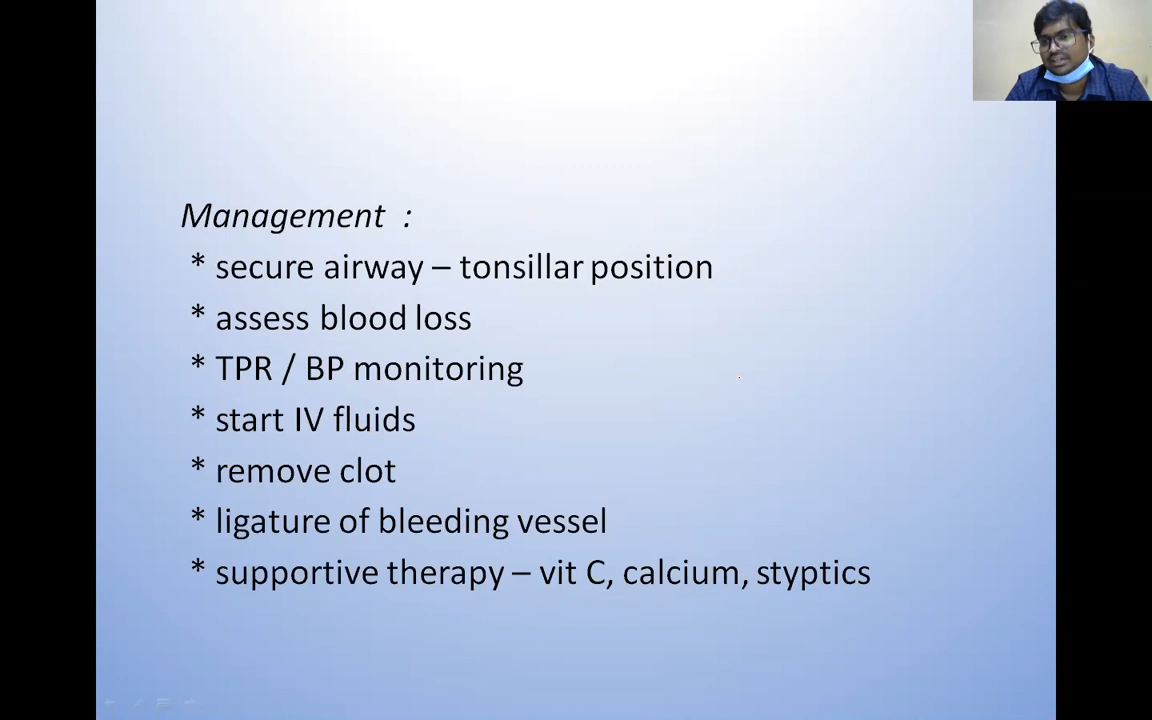 Management :
* secure airway – tonsillar position
* assess blood loss
* TPR / BP monitoring
* start IV fluids
* remove clot
* ligature of bleeding vessel
* supportive therapy – vit C, calcium, styptics